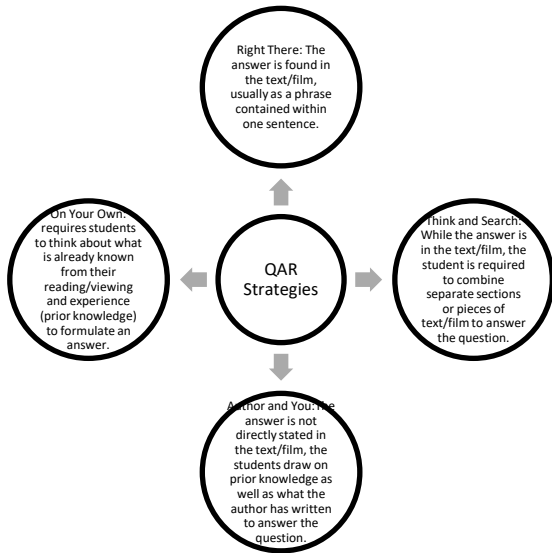 Right There: The
answer is found in
the text/film,
usually as a phrase
contained within
one sentence.
On Your Own:
requires students
to think about what
is already known
from their
reading/viewing
and experience
(prior knowledge)
to formulate an
answer.
QAR
Strategies
Think and Search:
While the answer is
in the text/film, the
student is required
to combine
separate sections
or pieces of
text/film to answer
the question.
Author and You:The
answer is not
directly stated in
the text/film, the
students draw on
prior knowledge as
well as what the
author has written
to answer the
question.